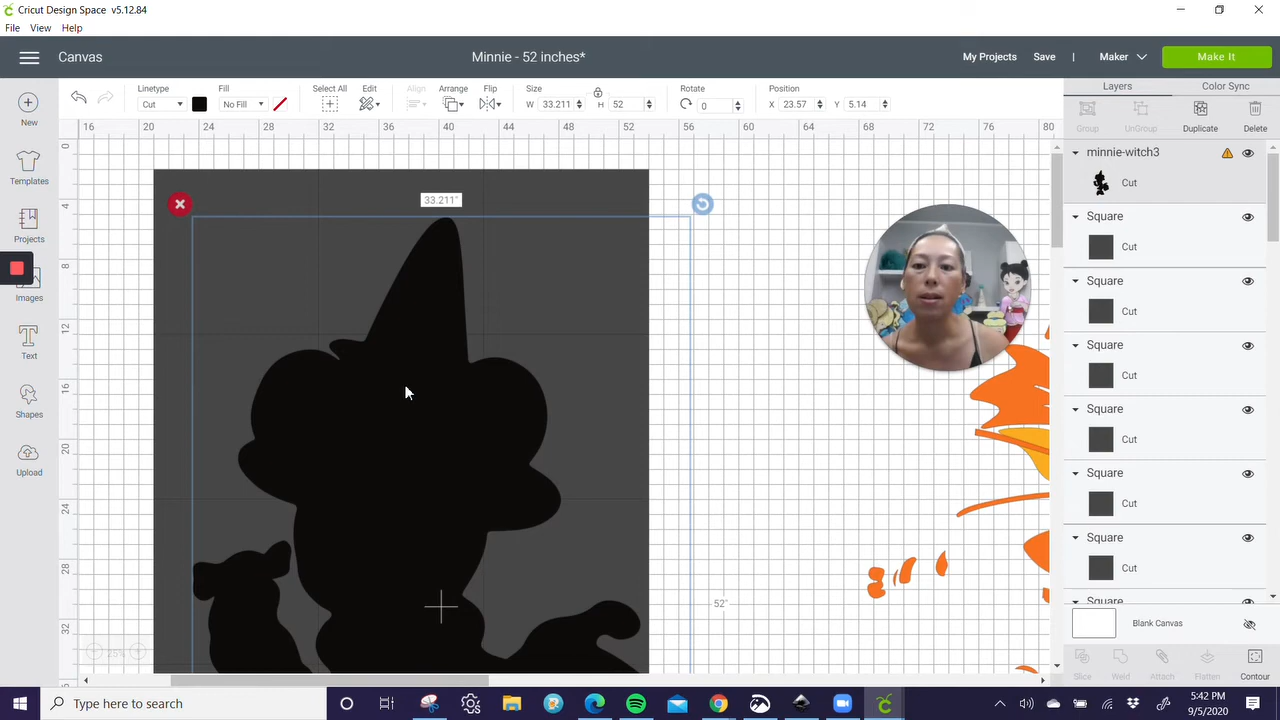 Cricut Design Space v5.12.84
File View Help
Canvas
Minnie - 52 inches*
My Projects Save | Maker Make It
Linetype Fill Select All Align Edit Arrange Flip Size Rotate Position
Cut No Fill W 33.211 H 52 0 X 23.57 Y 5.14
Layers Color Sync
Group UnGroup Duplicate Delete
New
Templates
Projects
Images
Text
Shapes
Upload
16 20 24 28 32 36 40 44 48 52 56 60 64 68 72 76 80
0
4
8
12
16
20
24
28
32
33.211"
52"
25%
minnie-witch3
Cut
Square
Cut
Square
Cut
Square
Cut
Square
Cut
Square
Cut
Square
Cut
Square
Blank Canvas
Slice Weld Attach Flatten Contour
Type here to search
5:42 PM
9/5/2020